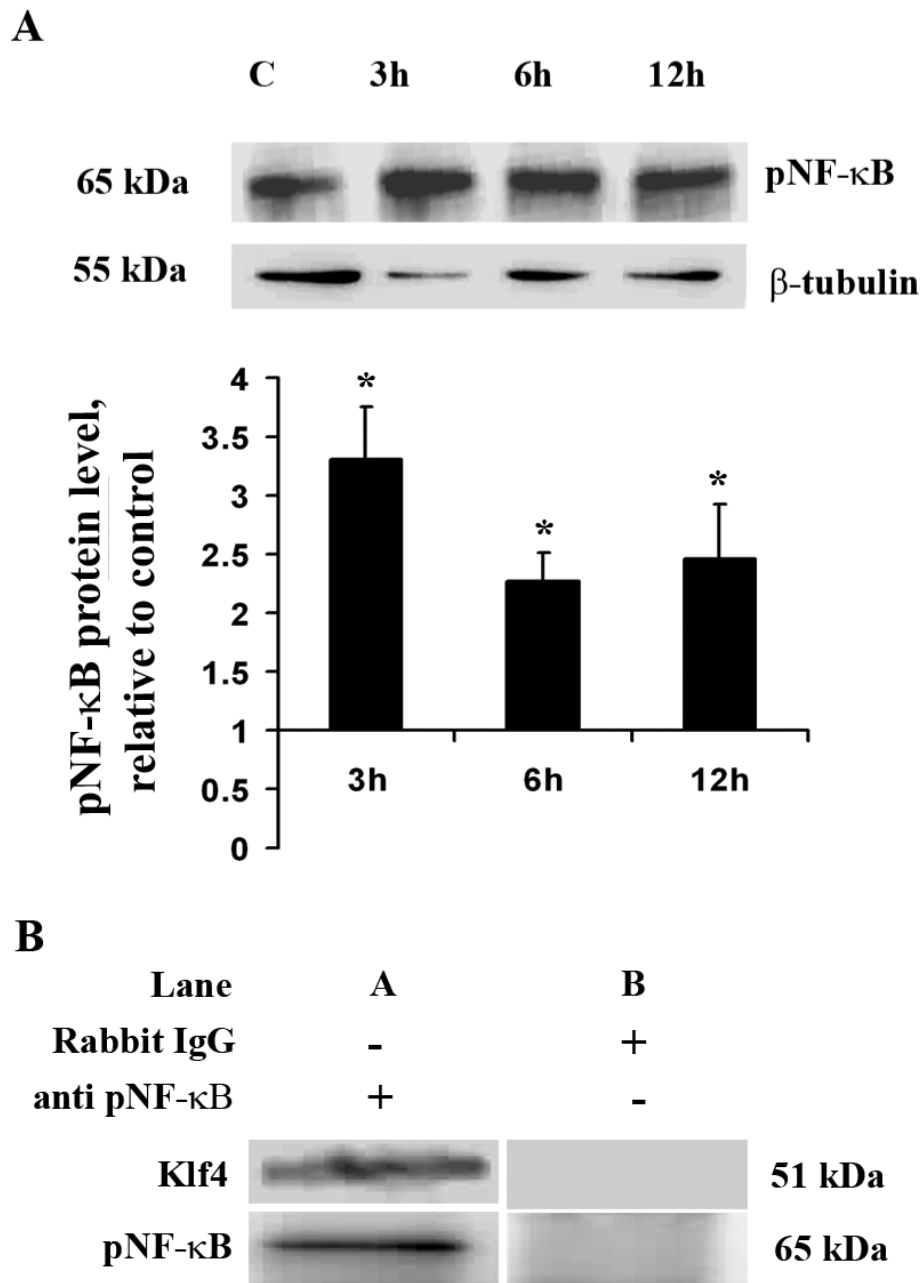 A
C 3h 6h 12h
65 kDa pNF-κB
55 kDa β-tubulin
pNF-κB protein level,
relative to control
4
*
3.5
3
*
2.5
*
2
1.5
1
3h 6h 12h
0.5
0
B
Lane A B
Rabbit IgG - +
anti pNF-κB + -
Klf4 51 kDa
pNF-κB 65 kDa